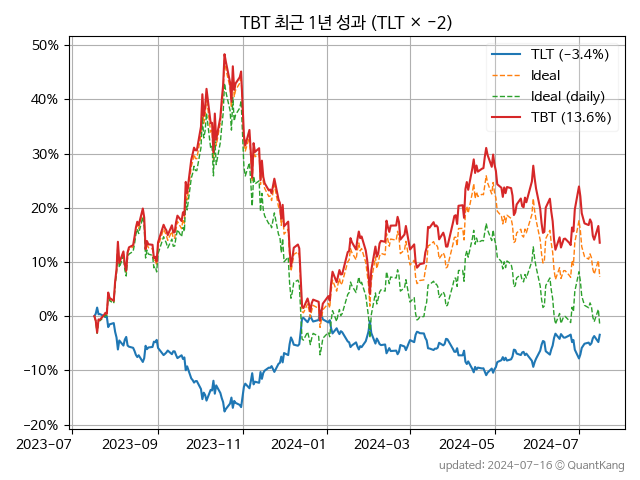 TBT 최근 1년 성과 (TLT × −2)
50%
40%
30%
20%
10%
0%
−10%
−20%
TLT (−3.4%)
Ideal
Ideal (daily)
TBT (13.6%)
2023-07
2023-09
2023-11
2024-01
2024-03
2024-05
2024-07
updated: 2024-07-16 © QuantKang